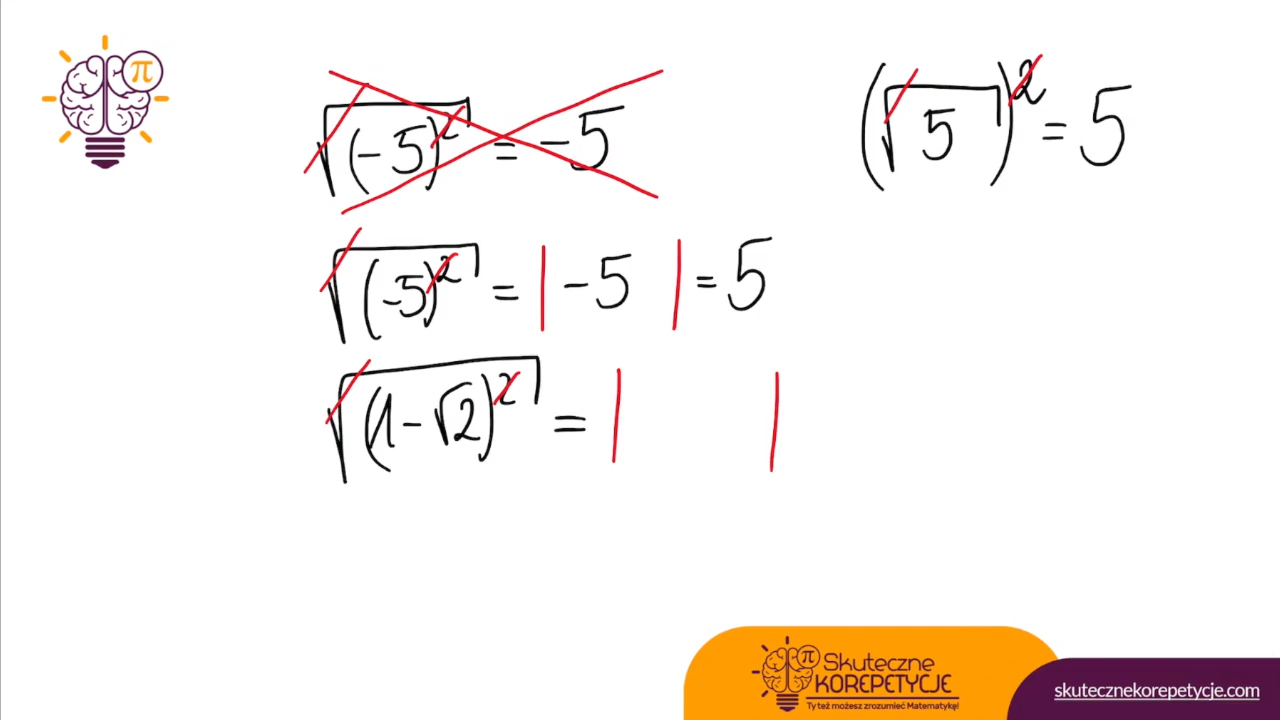 √(-5)² = -5
(√5)² = 5
√(-5)² = |-5| = 5
√(1-√2)² = | |
π
π
Skuteczne
KOREPETYCJE
Ty też możesz zrozumieć Matematykę!
skutecznekorepetycje.com